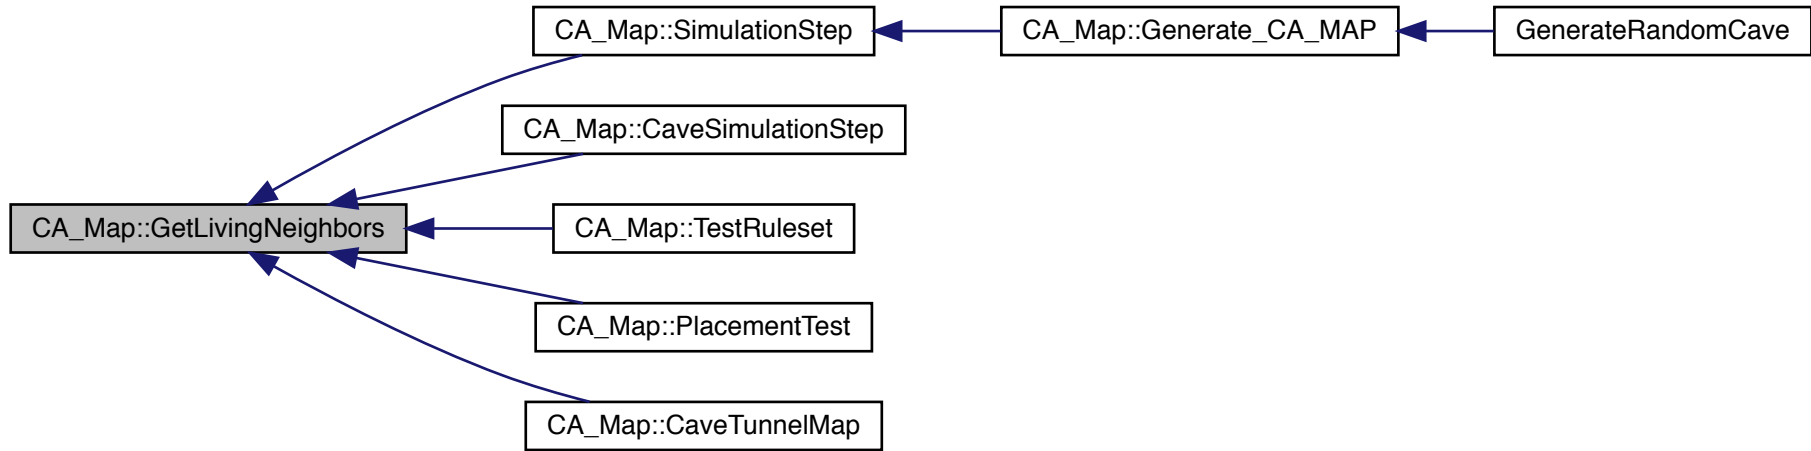 CA_Map::SimulationStep
CA_Map::Generate_CA_MAP
GenerateRandomCave
CA_Map::CaveSimulationStep
CA_Map::GetLivingNeighbors
CA_Map::TestRuleset
CA_Map::PlacementTest
CA_Map::CaveTunnelMap